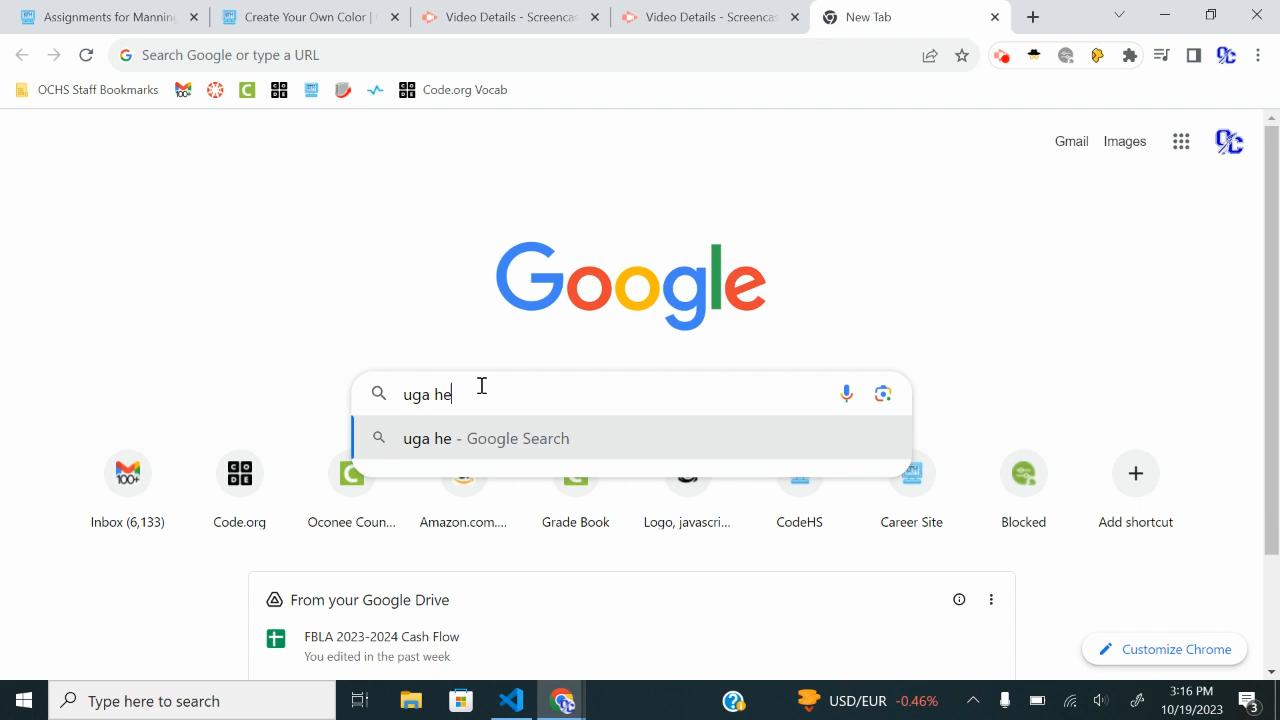 Assignments for Manning
Create Your Own Color | 
Video Details - Screencas
Video Details - Screencas
New Tab
Search Google or type a URL
OCHS Staff Bookmarks
Code.org Vocab
Gmail Images
Google
uga he
uga he - Google Search
Inbox (6,133) Code.org Oconee Coun... Amazon.com.... Grade Book Logo, javascri... CodeHS Career Site Blocked Add shortcut
From your Google Drive
FBLA 2023-2024 Cash Flow
You edited in the past week
Customize Chrome
Type here to search
USD/EUR -0.46%
3:16 PM
10/19/2023
3